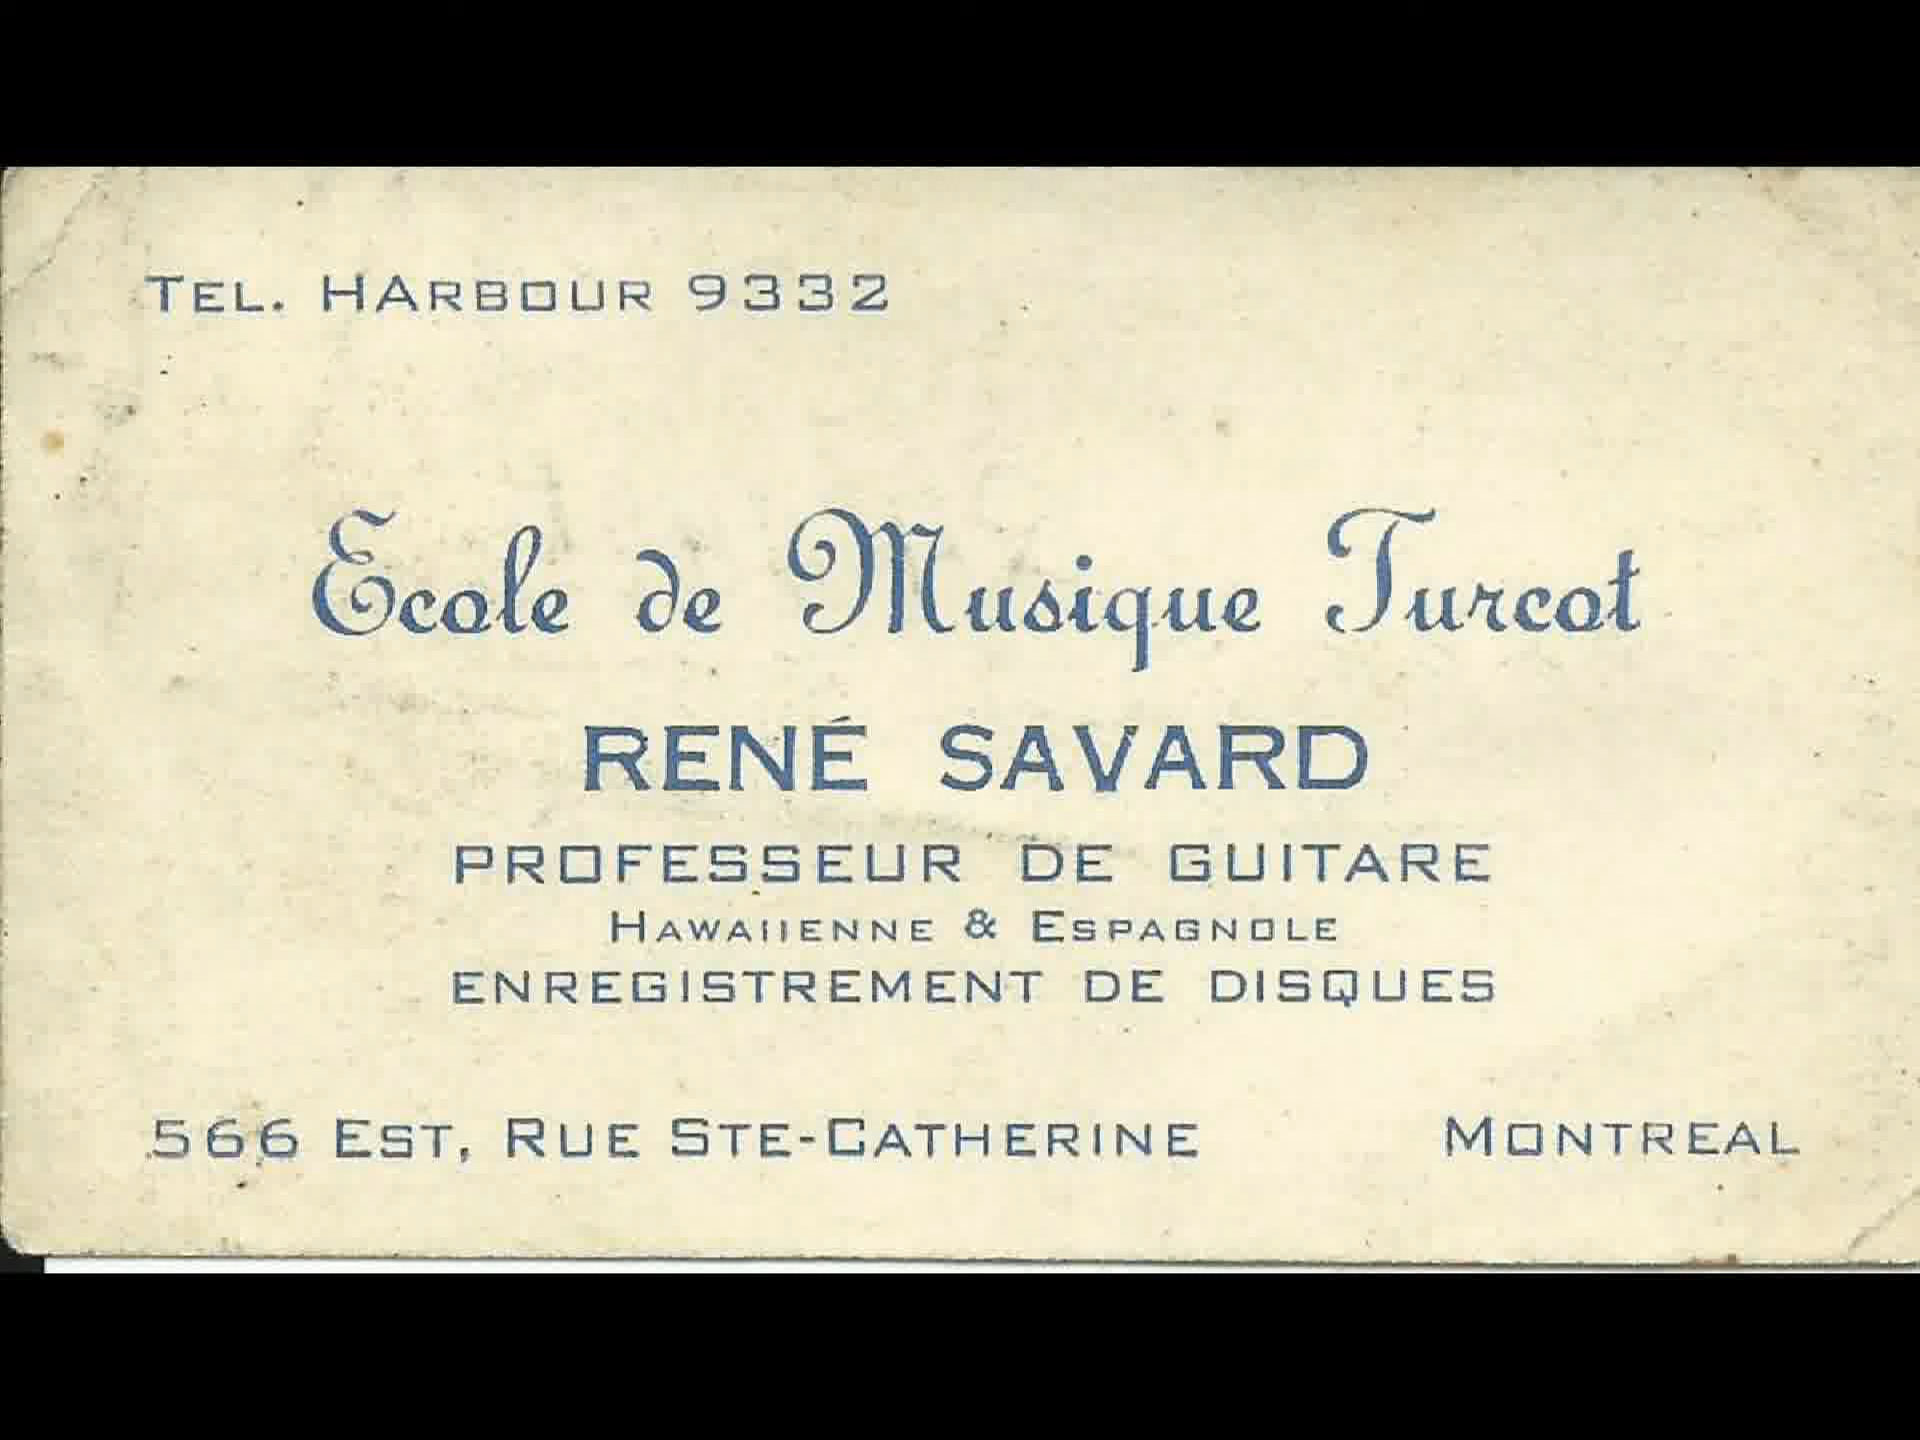 TEL. HARBOUR 9332
Ecole de Musique Turcot
RENÉ SAVARD
PROFESSEUR DE GUITARE
HAWAIIENNE & ESPAGNOLE
ENREGISTREMENT DE DISQUES
566 EST, RUE STE-CATHERINE MONTREAL